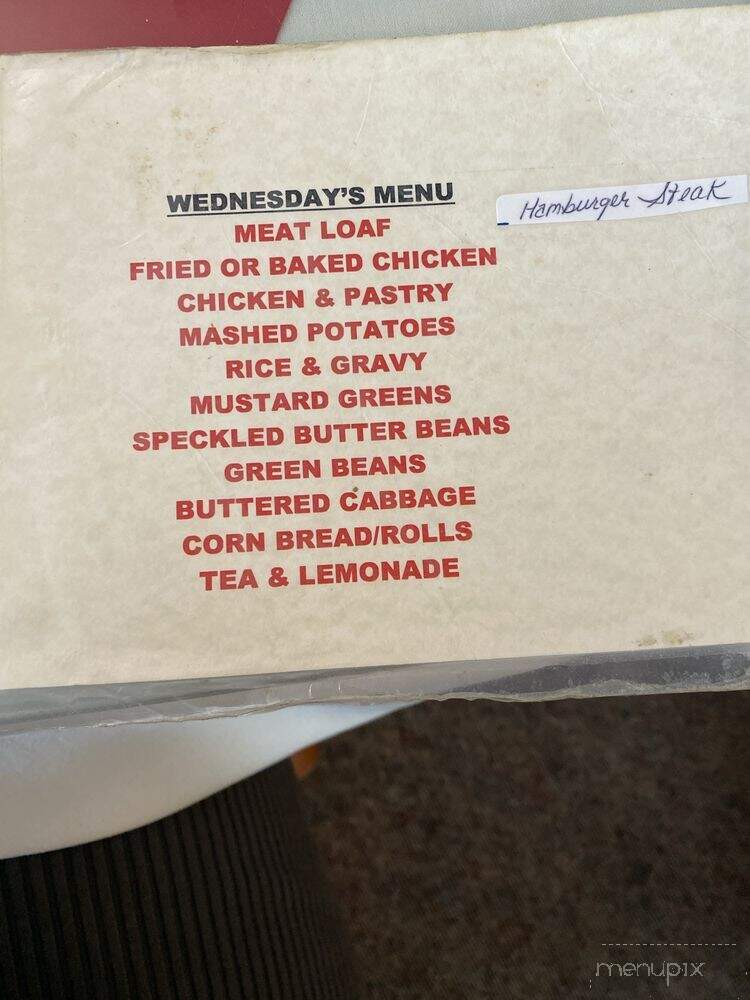 WEDNESDAY'S MENU
Hamburger Steak
MEAT LOAF
FRIED OR BAKED CHICKEN
CHICKEN & PASTRY
MASHED POTATOES
RICE & GRAVY
MUSTARD GREENS
SPECKLED BUTTER BEANS
GREEN BEANS
BUTTERED CABBAGE
CORN BREAD/ROLLS
TEA & LEMONADE
menupix